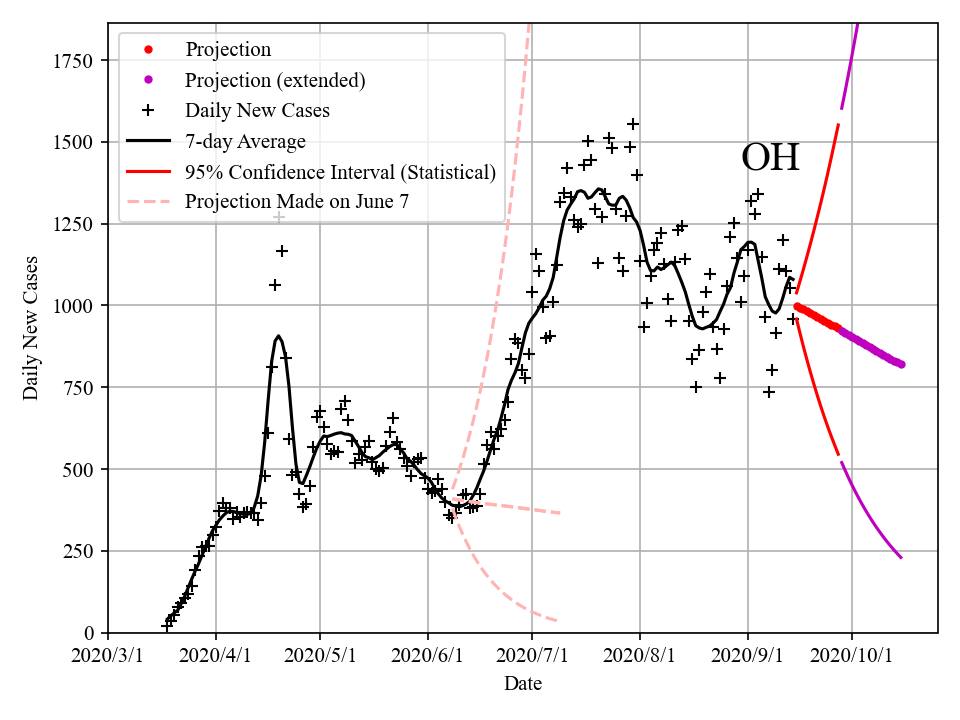 Projection
Projection (extended)
Daily New Cases
7-day Average
95% Confidence Interval (Statistical)
Projection Made on June 7
OH
Daily New Cases
1750
1500
1250
1000
750
500
250
0
2020/3/1 2020/4/1 2020/5/1 2020/6/1 2020/7/1 2020/8/1 2020/9/1 2020/10/1
Date